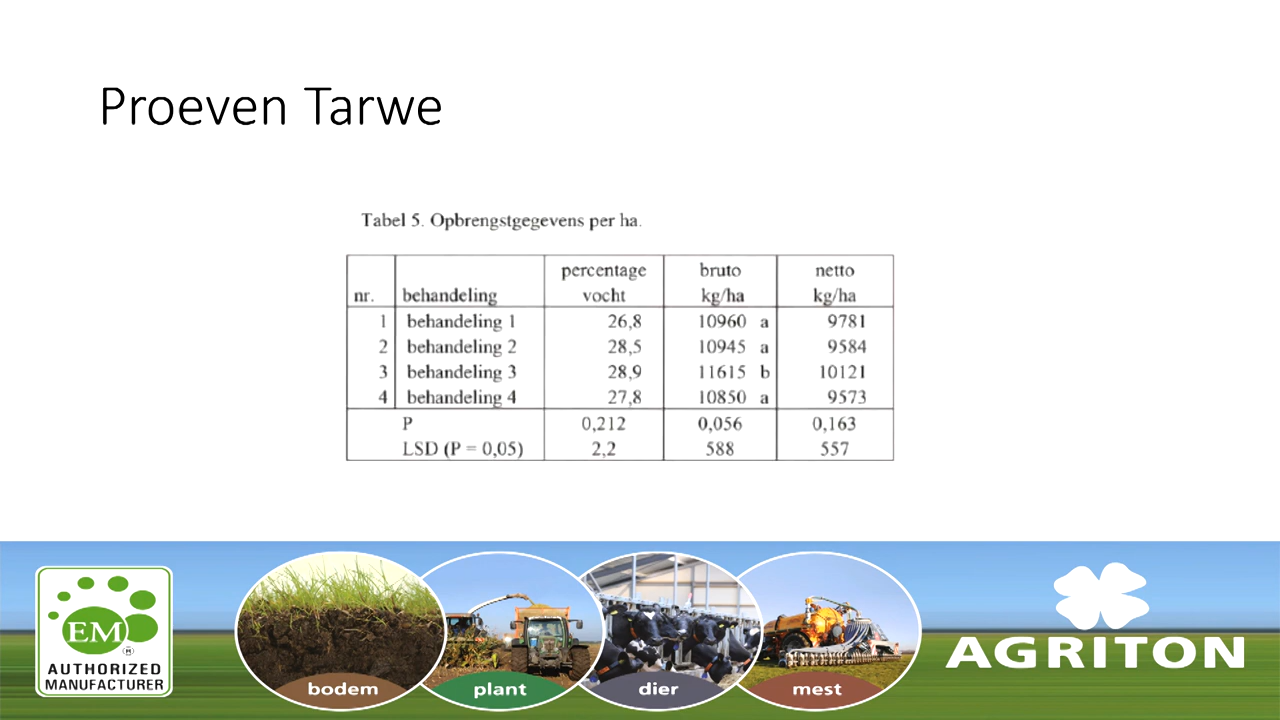 Proeven Tarwe
Tabel 5. Opbrengstgegevens per ha.
percentage bruto netto
nr. behandeling vocht kg/ha kg/ha
1 behandeling 1 26,8 10960 a 9781
2 behandeling 2 28,5 10945 a 9584
3 behandeling 3 28,9 11615 b 10121
4 behandeling 4 27,8 10850 a 9573
P 0,212 0,056 0,163
LSD (P = 0,05) 2,2 588 557
EM
®
AUTHORIZED
MANUFACTURER
bodem plant dier mest
AGRITON